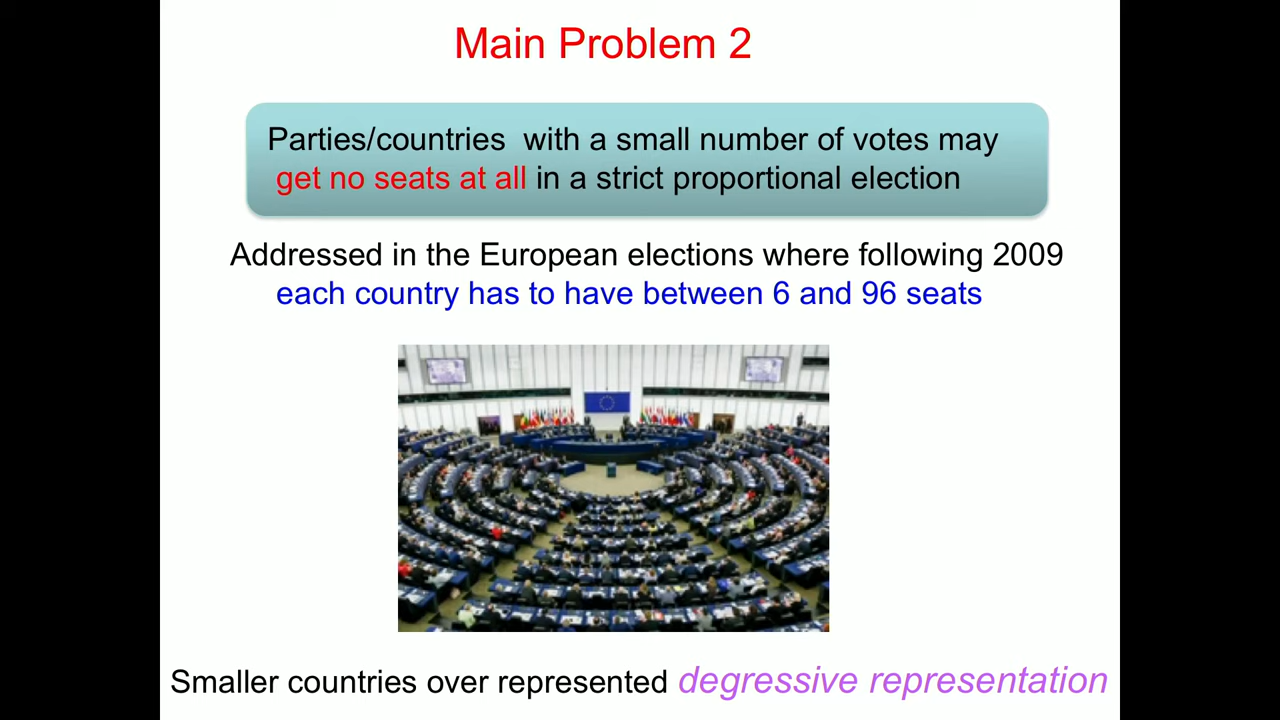 Main Problem 2
Parties/countries with a small number of votes may
get no seats at all in a strict proportional election
Addressed in the European elections where following 2009
each country has to have between 6 and 96 seats
Smaller countries over represented degressive representation